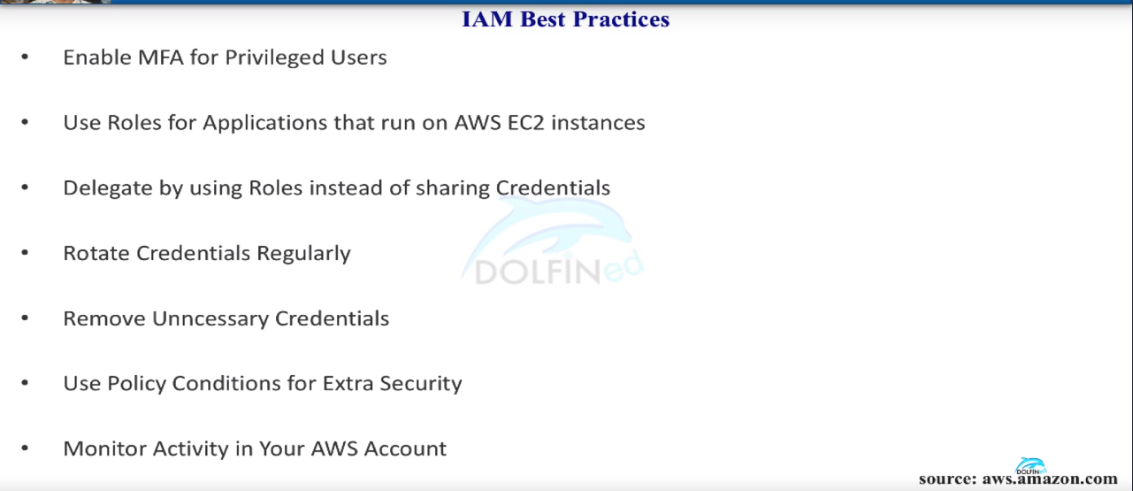 IAM Best Practices
• Enable MFA for Privileged Users
• Use Roles for Applications that run on AWS EC2 instances
• Delegate by using Roles instead of sharing Credentials
• Rotate Credentials Regularly
DOLFINed
• Remove Unncessary Credentials
• Use Policy Conditions for Extra Security
• Monitor Activity in Your AWS Account
DOLFINed
source: aws.amazon.com